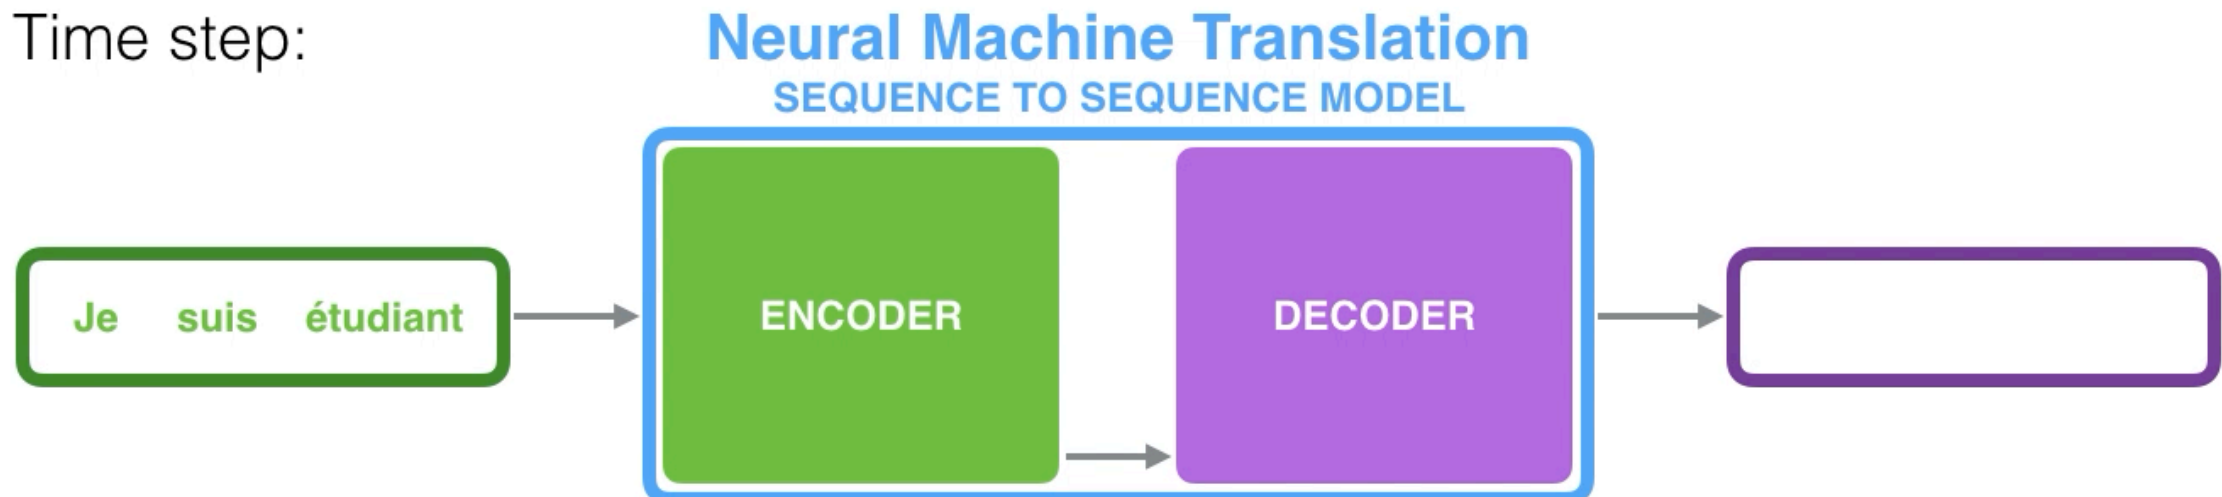 Time step:
Neural Machine Translation
SEQUENCE TO SEQUENCE MODEL
Je suis étudiant
ENCODER
DECODER